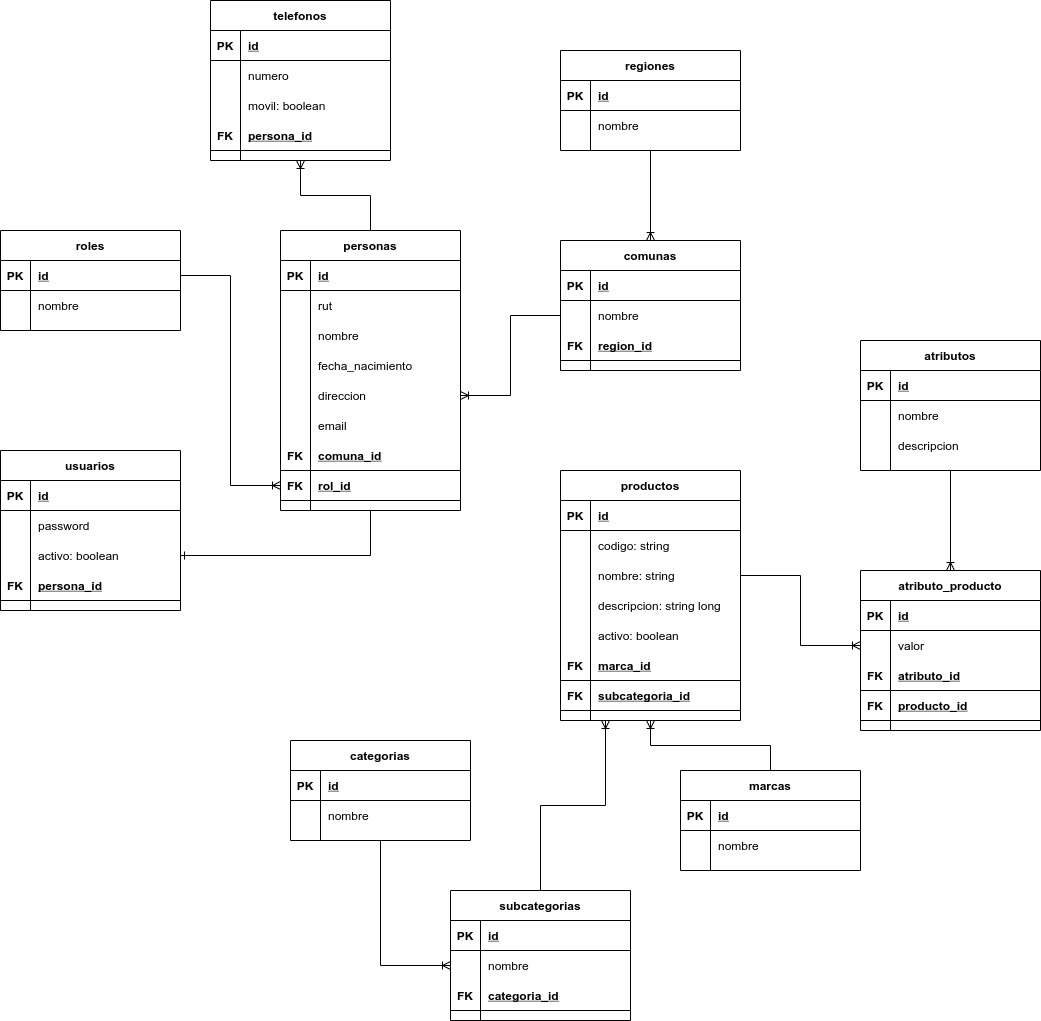 telefonos
PK id
numero
movil: boolean
FK persona_id
regiones
PK id
nombre
roles
PK id
nombre
personas
PK id
rut
nombre
fecha_nacimiento
direccion
email
FK comuna_id
FK rol_id
comunas
PK id
nombre
FK region_id
atributos
PK id
nombre
descripcion
usuarios
PK id
password
activo: boolean
FK persona_id
productos
PK id
codigo: string
nombre: string
descripcion: string long
activo: boolean
FK marca_id
FK subcategoria_id
atributo_producto
PK id
valor
FK atributo_id
FK producto_id
categorias
PK id
nombre
marcas
PK id
nombre
subcategorias
PK id
nombre
FK categoria_id